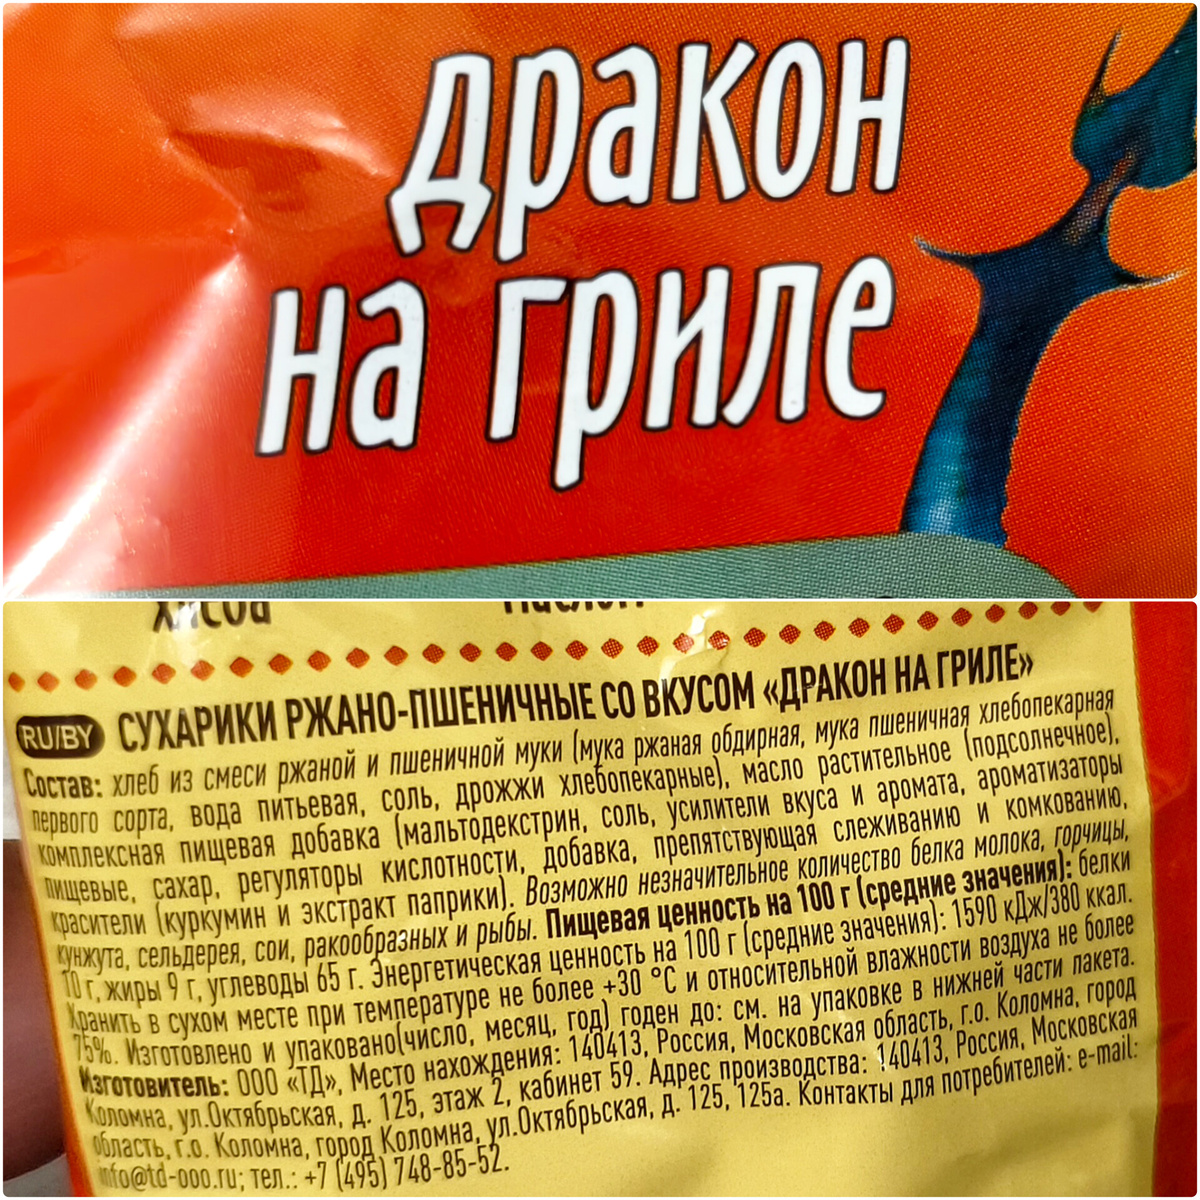 дракон
на гриле
RU/BY СУХАРИКИ РЖАНО-ПШЕНИЧНЫЕ СО ВКУСОМ «ДРАКОН НА ГРИЛЕ»
Состав: хлеб из смеси ржаной и пшеничной муки (мука ржаная обдирная, мука пшеничная хлебопекарная
первого сорта, вода питьевая, соль, дрожжи хлебопекарные), масло растительное (подсолнечное),
комплексная пищевая добавка (мальтодекстрин, соль, усилители вкуса и аромата, ароматизаторы
пищевые, сахар, регуляторы кислотности, добавка, препятствующая слеживанию и комкованию,
красители (куркумин и экстракт паприки). Возможно незначительное количество белка молока, горчицы,
кунжута, сельдерея, сои, ракообразных и рыбы. Пищевая ценность на 100 г (средние значения): белки
10 г, жиры 9 г, углеводы 65 г. Энергетическая ценность на 100 г (средние значения): 1590 кДж/380 ккал.
Хранить в сухом месте при температуре не более +30 °С и относительной влажности воздуха не более
75%. Изготовлено и упаковано(число, месяц, год) годен до: см. на упаковке в нижней части пакета.
Изготовитель: ООО «ТД», Место нахождения: 140413, Россия, Московская область, г.о. Коломна, город
Коломна, ул.Октябрьская, д. 125, этаж 2, кабинет 59. Адрес производства: 140413, Россия, Московская
область, г.о. Коломна, город Коломна, ул.Октябрьская, д. 125, 125а. Контакты для потребителей: e-mail:
info@td-ooo.ru; тел.: +7 (495) 748-85-52.